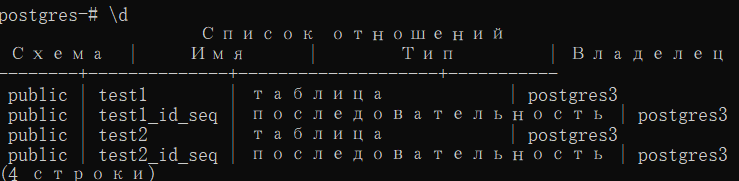 postgres-# \d
Список отношений
Схема | Имя | Тип | Владелец
--------+-------------+--------------------+-----------
public | test1 | таблица | postgres3
public | test1_id_seq | последовательность | postgres3
public | test2 | таблица | postgres3
public | test2_id_seq | последовательность | postgres3
(4 строки)